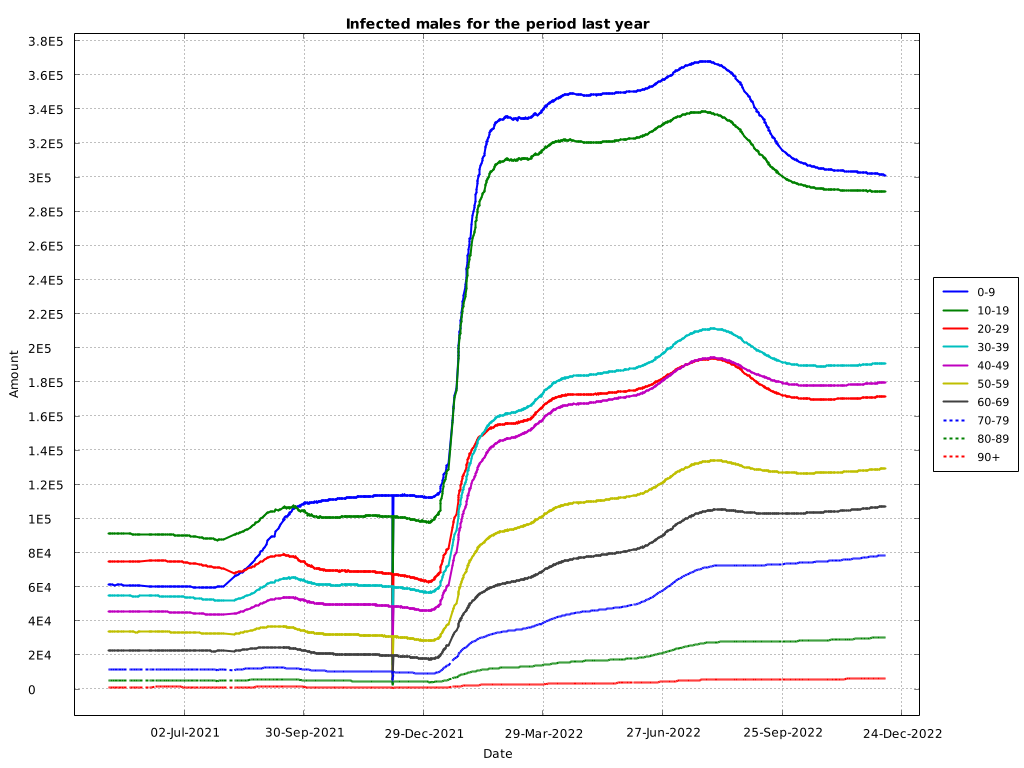 Infected males for the period last year
3.8E5
3.6E5
3.4E5
3.2E5
3E5
2.8E5
2.6E5
2.4E5
2.2E5
2E5
1.8E5
1.6E5
1.4E5
1.2E5
1E5
8E4
6E4
4E4
2E4
0
Amount
02-Jul-2021
30-Sep-2021
29-Dec-2021
29-Mar-2022
27-Jun-2022
25-Sep-2022
24-Dec-2022
Date
0-9
10-19
20-29
30-39
40-49
50-59
60-69
70-79
80-89
90+